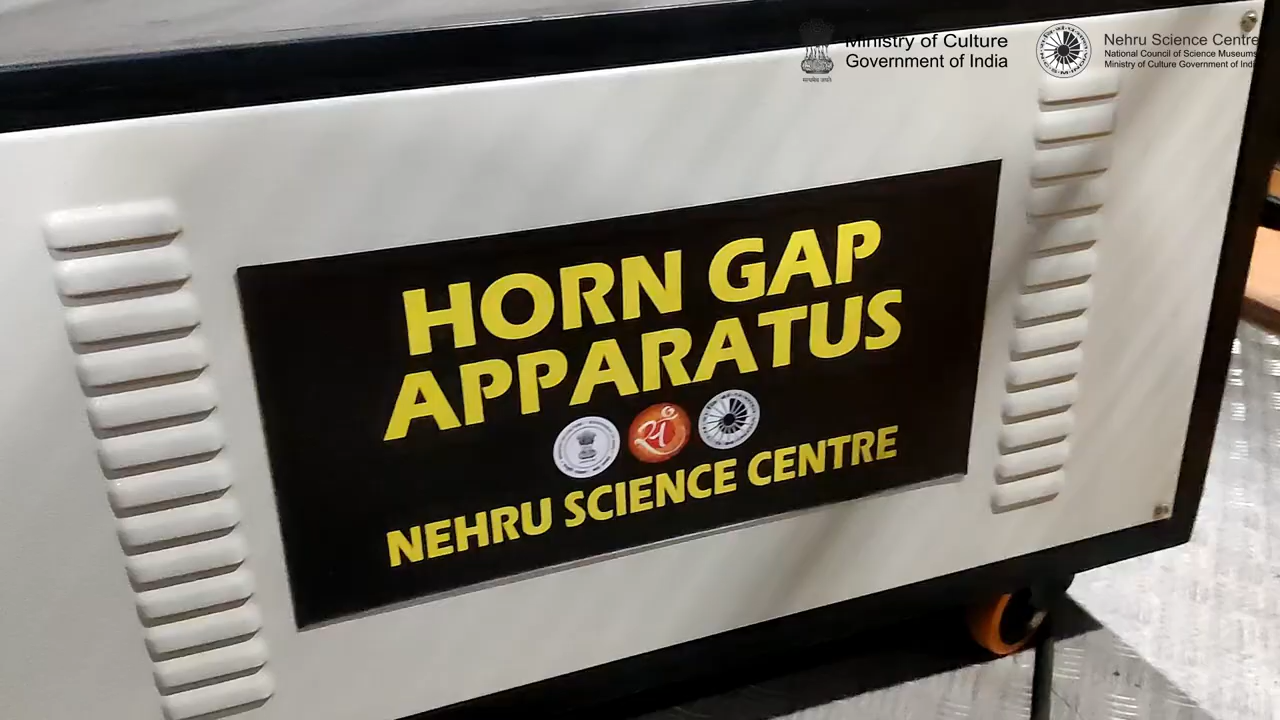 Ministry of Culture
Government of India
Nehru Science Centre
National Council of Science Museums
Ministry of Culture Government of India
HORN GAP
APPARATUS
NEHRU SCIENCE CENTRE